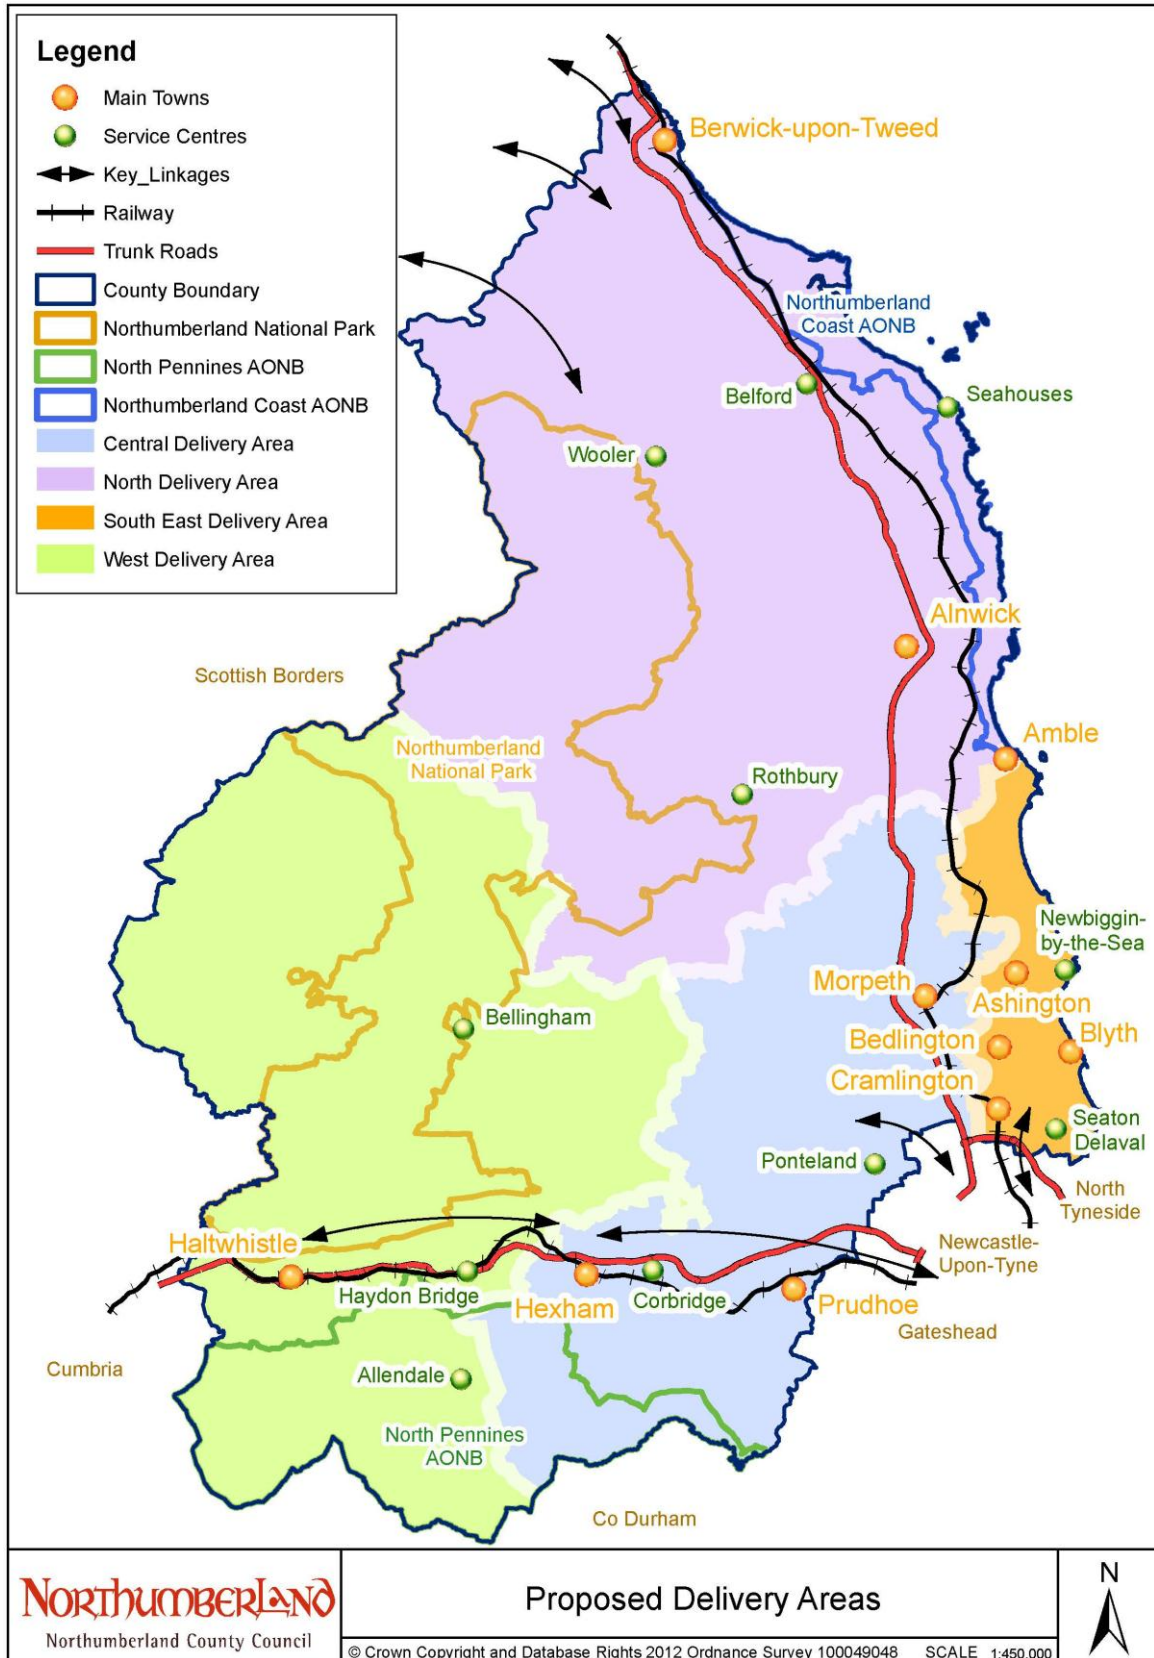 Legend
Main Towns
Service Centres
Key_Linkages
Railway
Trunk Roads
County Boundary
Northumberland National Park
North Pennines AONB
Northumberland Coast AONB
Central Delivery Area
North Delivery Area
South East Delivery Area
West Delivery Area
Berwick-upon-Tweed
Northumberland
Coast AONB
Belford
Seahouses
Wooler
Alnwick
Scottish Borders
Amble
Northumberland
National Park
Rothbury
Newbiggin-
by-the-Sea
Morpeth
Ashington
Bellingham
Bedlington
Blyth
Cramlington
Seaton
Delaval
Ponteland
North
Tyneside
Haltwhistle
Newcastle-
Upon-Tyne
Haydon Bridge
Hexham
Corbridge
Prudhoe
Gateshead
Cumbria
Allendale
North Pennines
AONB
Co Durham
NORTHUMBERLAND
Northumberland County Council
Proposed Delivery Areas
© Crown Copyright and Database Rights 2012 Ordnance Survey 100049048 SCALE 1:450,000
N